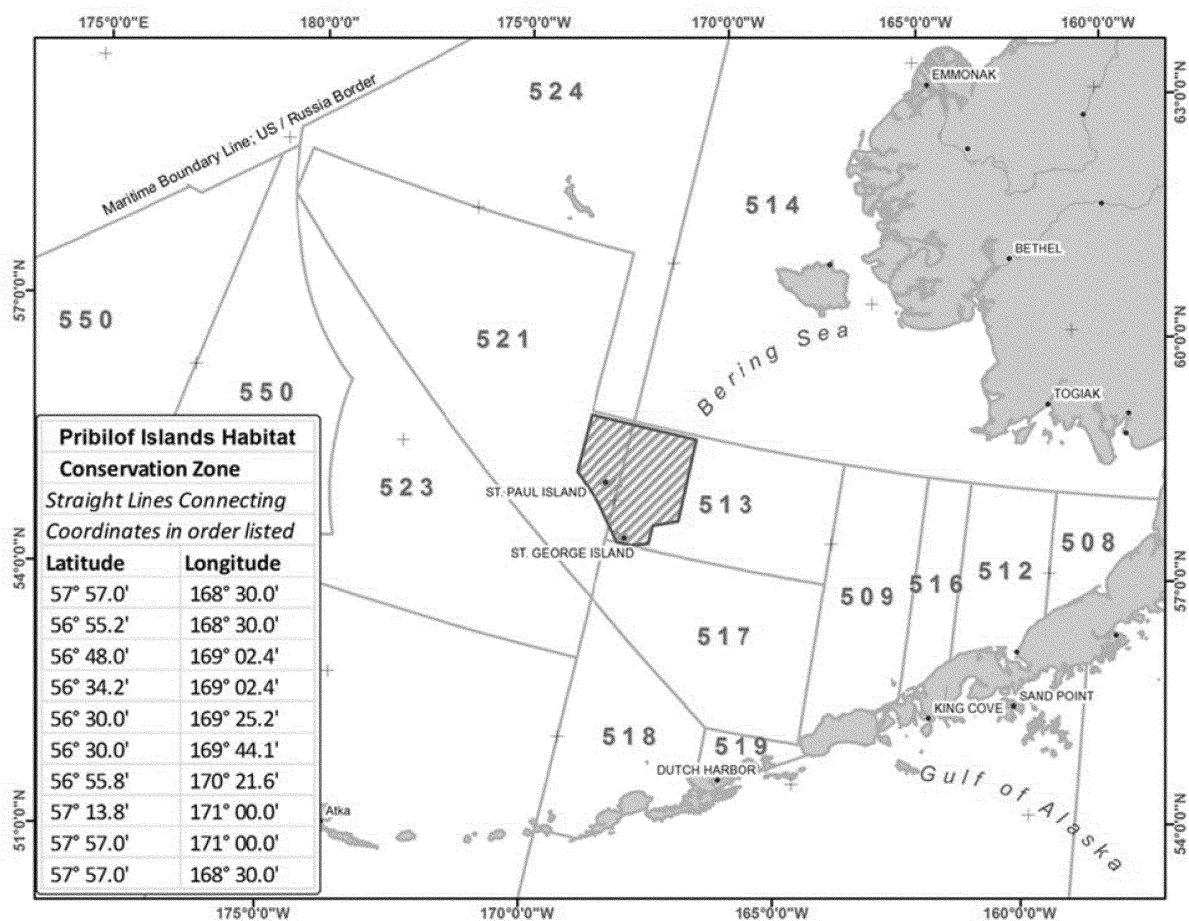 175°0'0"E 180°0'0" 175°0'0"W 170°0'0"W 165°0'0"W 160°0'0"W
524
EMMONAK
63°0'0"N
Maritime Boundary Line; US / Russia Border
514
BETHEL
57°0'0"N
550
521
Bering Sea
60°0'0"N
550
TOGIAK
523
ST. PAUL ISLAND
513
ST. GEORGE ISLAND
508
54°0'0"N
57°0'0"N
509
516
512
517
SAND POINT
KING COVE
518
519
DUTCH HARBOR
Gulf of Alaska
Atka
51°0'0"N
54°0'0"N
Pribilof Islands Habitat
Conservation Zone
Straight Lines Connecting
Coordinates in order listed
Latitude Longitude
57° 57.0' 168° 30.0'
56° 55.2' 168° 30.0'
56° 48.0' 169° 02.4'
56° 34.2' 169° 02.4'
56° 30.0' 169° 25.2'
56° 30.0' 169° 44.1'
56° 55.8' 170° 21.6'
57° 13.8' 171° 00.0'
57° 57.0' 171° 00.0'
57° 57.0' 168° 30.0'
175°0'0"W 170°0'0"W 165°0'0"W 160°0'0"W